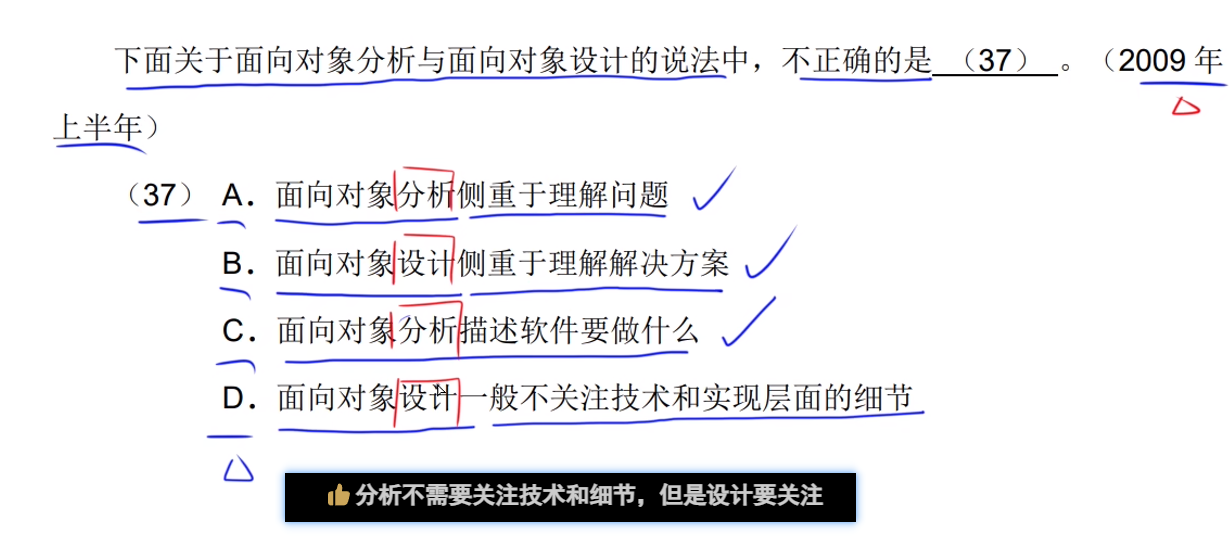 下面关于面向对象分析与面向对象设计的说法中，不正确的是 （37） 。（2009 年
上半年）
（37） A. 面向对象分析侧重于理解问题
B. 面向对象设计侧重于理解解决方案
C. 面向对象分析描述软件要做什么
D. 面向对象设计一般不关注技术和实现层面的细节
👍分析不需要关注技术和细节，但是设计要关注